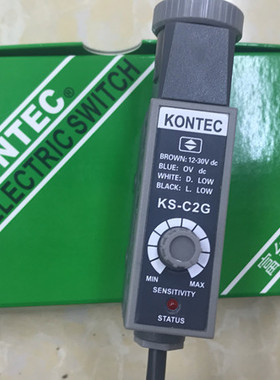 KONTEC®
ELECTRIC SWITCH
KONTEC
BROWN: 12-30V dc
BLUE: OV dc
WHITE: D. LOW
BLACK: L. LOW
KS-C2G
MIN MAX
SENSITIVITY
STATUS